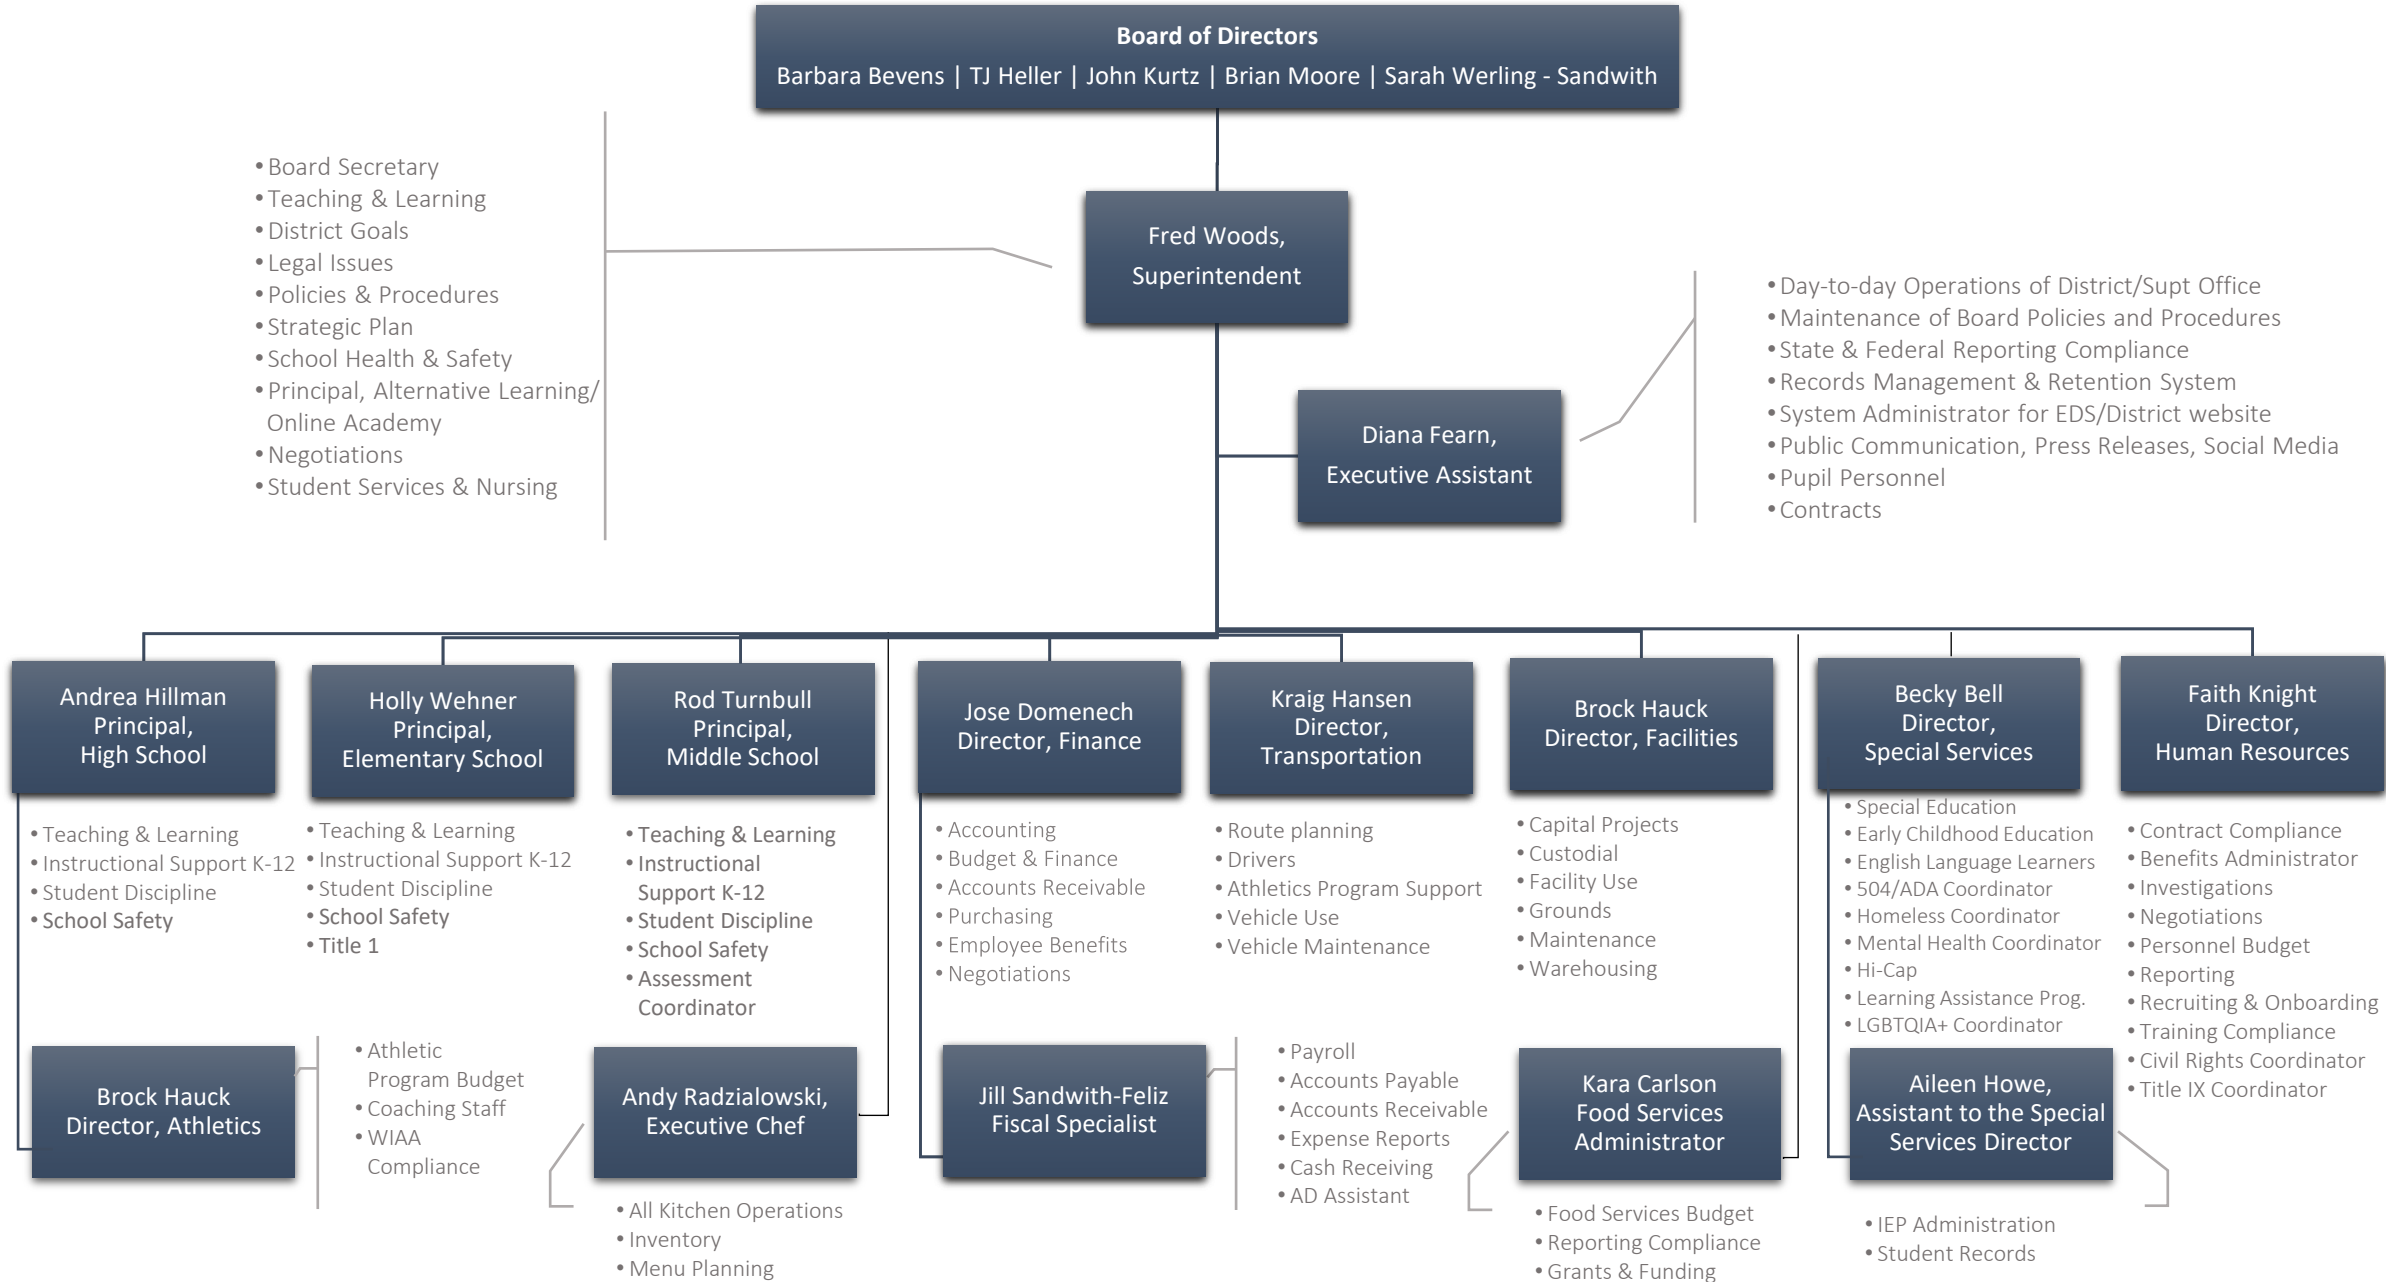 Board of Directors
Barbara Bevens | TJ Heller | John Kurtz | Brian Moore | Sarah Werling - Sandwith
• Board Secretary
• Teaching & Learning
• District Goals
• Legal Issues
• Policies & Procedures
• Strategic Plan
• School Health & Safety
• Principal, Alternative Learning/
Online Academy
• Negotiations
• Student Services & Nursing
Fred Woods,
Superintendent
Diana Fearn,
Executive Assistant
• Day-to-day Operations of District/Supt Office
• Maintenance of Board Policies and Procedures
• State & Federal Reporting Compliance
• Records Management & Retention System
• System Administrator for EDS/District website
• Public Communication, Press Releases, Social Media
• Pupil Personnel
• Contracts
Andrea Hillman
Principal,
High School
• Teaching & Learning
• Instructional Support K-12
• Student Discipline
• School Safety
Holly Wehner
Principal,
Elementary School
• Teaching & Learning
• Instructional Support K-12
• Student Discipline
• School Safety
• Title 1
Rod Turnbull
Principal,
Middle School
• Teaching & Learning
• Instructional
Support K-12
• Student Discipline
• School Safety
• Assessment
Coordinator
Jose Domenech
Director, Finance
• Accounting
• Budget & Finance
• Accounts Receivable
• Purchasing
• Employee Benefits
• Negotiations
Kraig Hansen
Director,
Transportation
• Route planning
• Drivers
• Athletics Program Support
• Vehicle Use
• Vehicle Maintenance
Brock Hauck
Director, Facilities
• Capital Projects
• Custodial
• Facility Use
• Grounds
• Maintenance
• Warehousing
Becky Bell
Director,
Special Services
• Special Education
• Early Childhood Education
• English Language Learners
• 504/ADA Coordinator
• Homeless Coordinator
• Mental Health Coordinator
• Hi-Cap
• Learning Assistance Prog.
• LGBTQIA+ Coordinator
Faith Knight
Director,
Human Resources
• Contract Compliance
• Benefits Administrator
• Investigations
• Negotiations
• Personnel Budget
• Reporting
• Recruiting & Onboarding
• Training Compliance
• Civil Rights Coordinator
• Title IX Coordinator
Brock Hauck
Director, Athletics
• Athletic
Program Budget
• Coaching Staff
• WIAA
Compliance
Andy Radzialowski,
Executive Chef
• All Kitchen Operations
• Inventory
• Menu Planning
Jill Sandwith-Feliz
Fiscal Specialist
• Payroll
• Accounts Payable
• Accounts Receivable
• Expense Reports
• Cash Receiving
• AD Assistant
Kara Carlson
Food Services
Administrator
• Food Services Budget
• Reporting Compliance
• Grants & Funding
Aileen Howe,
Assistant to the Special
Services Director
• IEP Administration
• Student Records